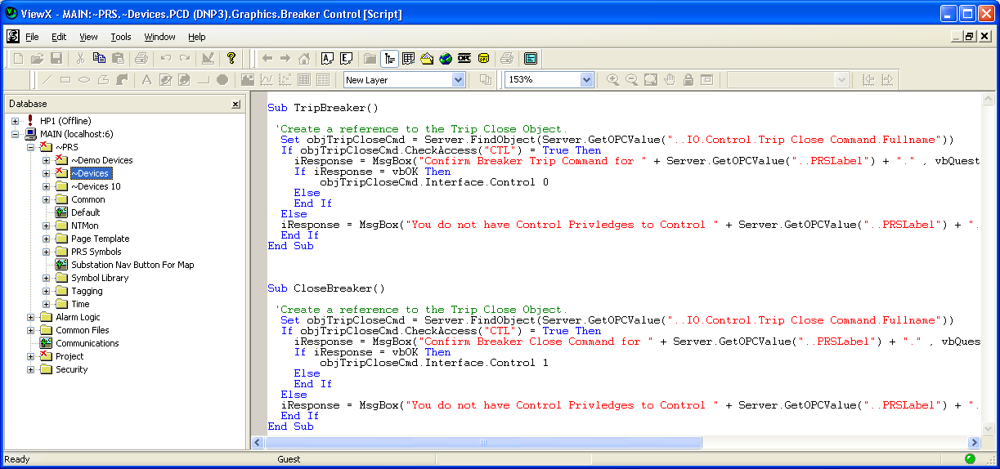 ViewX - MAIN:~PRS.~Devices.PCD (DNP3).Graphics.Breaker Control [Script]
File Edit View Tools Window Help
New Layer 153%
Database
HP1 (Offline)
MAIN (localhost:6)
~PRS
~Demo Devices
~Devices
~Devices 10
Common
Default
NTMon
Page Template
PRS Symbols
Substation Nav Button For Map
Symbol Library
Tagging
Time
Alarm Logic
Common Files
Communications
Project
Security
Sub TripBreaker()
'Create a reference to the Trip Close Object.
Set objTripCloseCmd = Server.FindObject(Server.GetOPCValue("..IO.Control.Trip Close Command.Fullname"))
If objTripCloseCmd.CheckAccess("CTL") = True Then
iResponse = MsgBox("Confirm Breaker Trip Command for  " + Server.GetOPCValue("..PRSLabel") + "." , vbQuest
If iResponse = vbOK Then
objTripCloseCmd.Interface.Control 0
Else
End If
Else
iResponse = MsgBox("You do not have Control Privledges to Control " + Server.GetOPCValue("..PRSLabel") + ".
End If
End Sub
Sub CloseBreaker()
'Create a reference to the Trip Close Object.
Set objTripCloseCmd = Server.FindObject(Server.GetOPCValue("..IO.Control.Trip Close Command.Fullname"))
If objTripCloseCmd.CheckAccess("CTL") = True Then
iResponse = MsgBox("Confirm Breaker Close Command for " + Server.GetOPCValue("..PRSLabel") + "." , vbQuest
If iResponse = vbOK Then
objTripCloseCmd.Interface.Control 1
Else
End If
Else
iResponse = MsgBox("You do not have Control Privledges to Control " + Server.GetOPCValue("..PRSLabel") + ".
End If
End Sub
Ready Guest